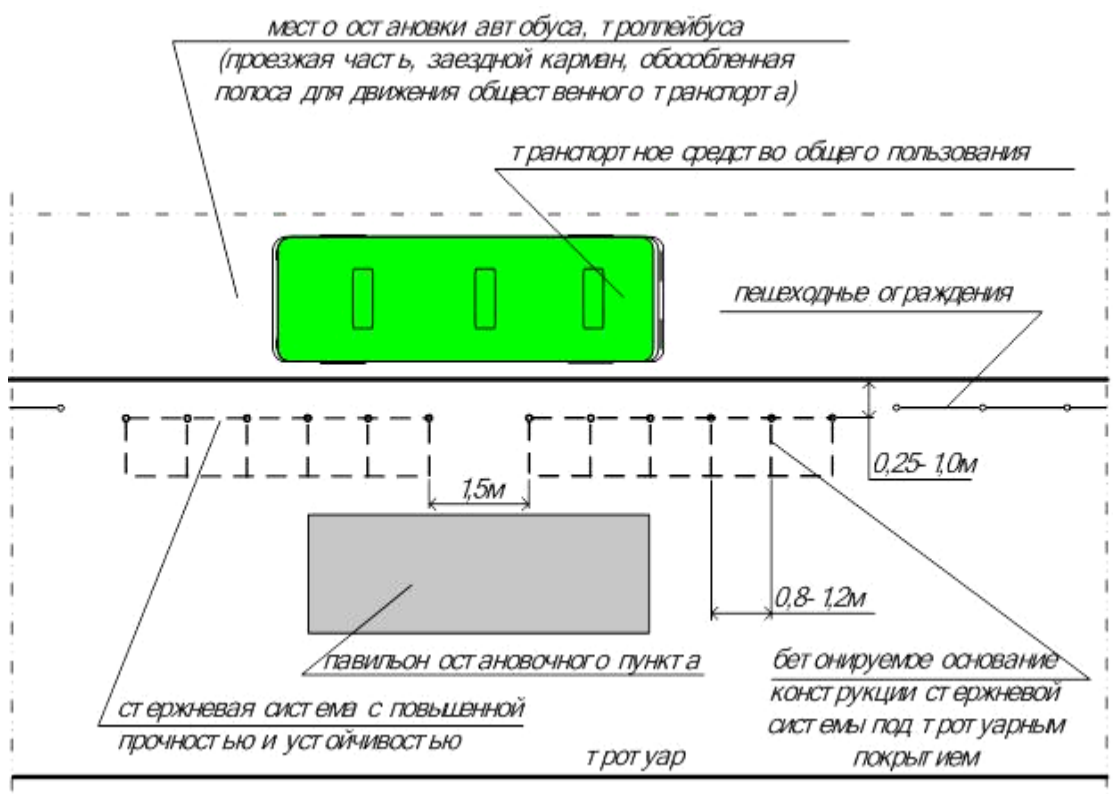 место остановки автобуса, троллейбуса
(проезжая часть, заездной карман, обособленная
полоса для движения общественного транспорта)
транспортное средство общего пользования
пешеходные ограждения
0,25-1,0м
1,5м
0,8-1,2м
павильон остановочного пункта
бетонируемое основание
конструкции стержневой
системы под тротуарным
покрытием
стержневая система с повышенной
прочностью и устойчивостью
тротуар